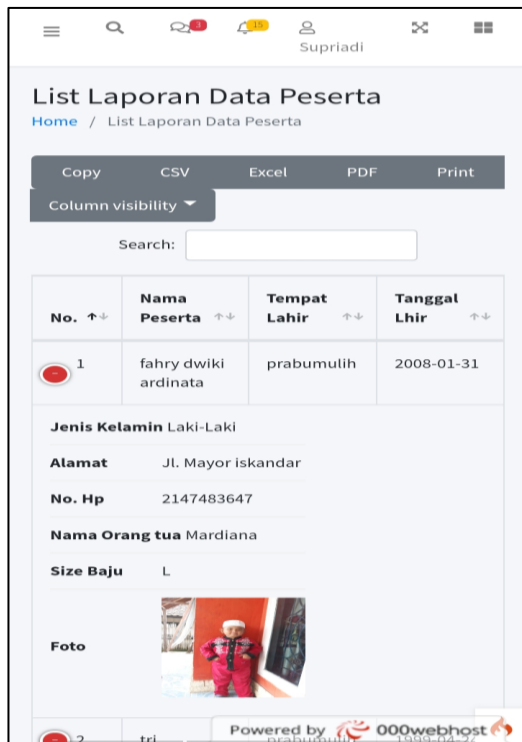 3
15
Supriadi
List Laporan Data Peserta
Home / List Laporan Data Peserta
Copy CSV Excel PDF Print
Column visibility
Search:
No. Nama Peserta Tempat Lahir Tanggal Lhir
1 fahry dwiki ardinata prabumulih 2008-01-31
Jenis Kelamin Laki-Laki
Alamat Jl. Mayor iskandar
No. Hp 2147483647
Nama Orang tua Mardiana
Size Baju L
Foto
2 tri prabumulih
Powered by 000webhost